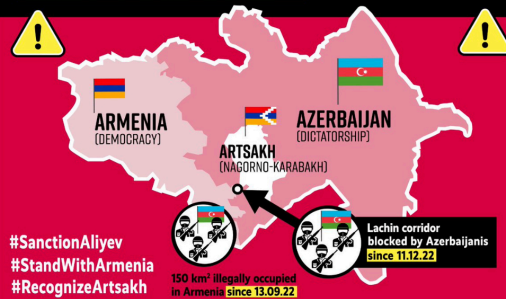 ARMENIA
(DEMOCRACY)
ARTSAKH
(NAGORNO-KARABAKH)
AZERBAIJAN
(DICTATORSHIP)
#SanctionAliyev
#StandWithArmenia
#RecognizeArtsakh
150 km² illegally occupied
in Armenia since 13.09.22
Lachin corridor
blocked by Azerbaijanis
since 11.12.22